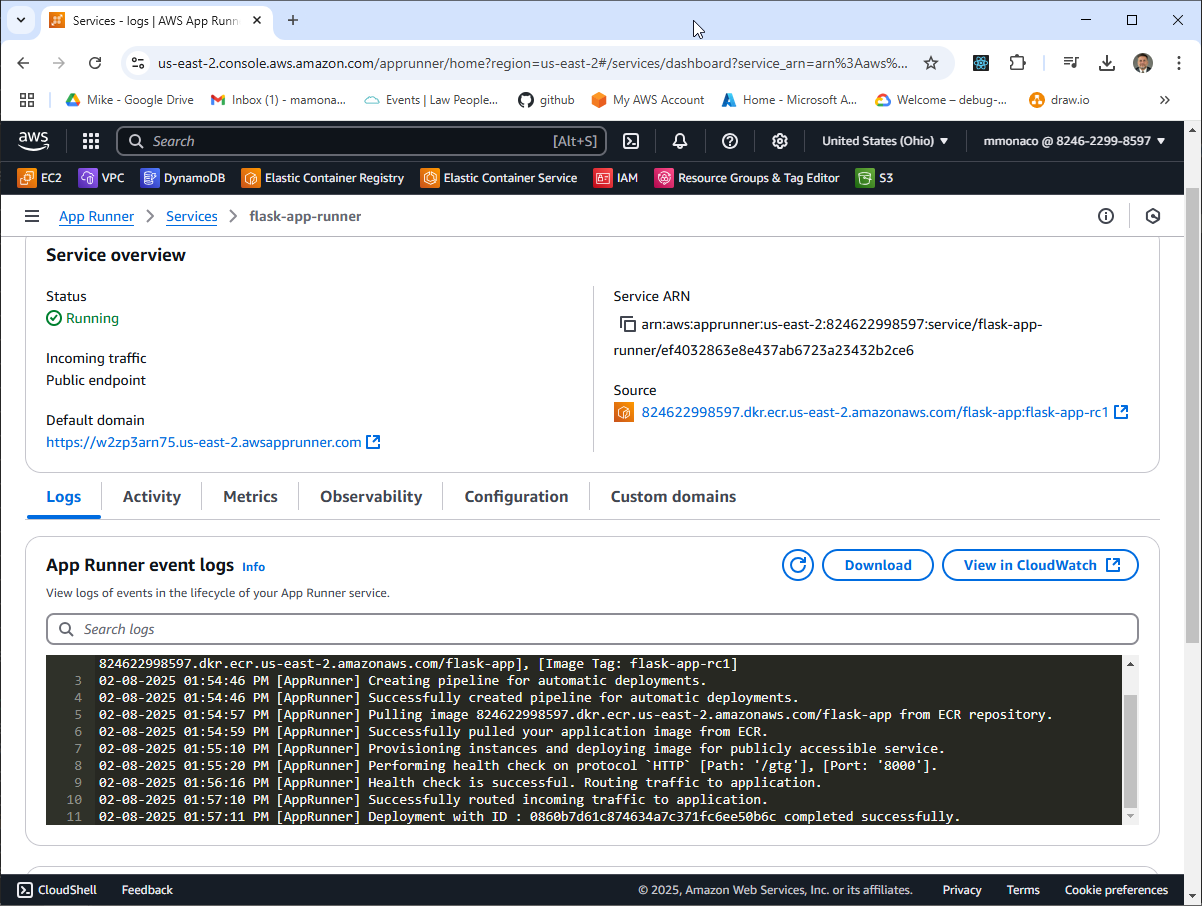 Services - logs | AWS App Runn
us-east-2.console.aws.amazon.com/apprunner/home?region=us-east-2#/services/dashboard?service_arn=arn%3Aaws%...
Mike - Google Drive
Inbox (1) - mamona...
Events | Law People...
github
My AWS Account
Home - Microsoft A...
Welcome – debug-...
draw.io
aws
Search
[Alt+S]
United States (Ohio)
mmonaco @ 8246-2299-8597
EC2
VPC
DynamoDB
Elastic Container Registry
Elastic Container Service
IAM
Resource Groups & Tag Editor
S3
App Runner
Services
flask-app-runner
Service overview
Status
Running
Incoming traffic
Public endpoint
Default domain
https://w2zp3arn75.us-east-2.awsapprunner.com
Service ARN
arn:aws:apprunner:us-east-2:824622998597:service/flask-app-
runner/ef4032863e8e437ab6723a23432b2ce6
Source
824622998597.dkr.ecr.us-east-2.amazonaws.com/flask-app:flask-app-rc1
Logs
Activity
Metrics
Observability
Configuration
Custom domains
App Runner event logs Info
Download
View in CloudWatch
View logs of events in the lifecycle of your App Runner service.
Search logs
824622998597.dkr.ecr.us-east-2.amazonaws.com/flask-app], [Image Tag: flask-app-rc1]
3 02-08-2025 01:54:46 PM [AppRunner] Creating pipeline for automatic deployments.
4 02-08-2025 01:54:46 PM [AppRunner] Successfully created pipeline for automatic deployments.
5 02-08-2025 01:54:57 PM [AppRunner] Pulling image 824622998597.dkr.ecr.us-east-2.amazonaws.com/flask-app from ECR repository.
6 02-08-2025 01:54:59 PM [AppRunner] Successfully pulled your application image from ECR.
7 02-08-2025 01:55:10 PM [AppRunner] Provisioning instances and deploying image for publicly accessible service.
8 02-08-2025 01:55:20 PM [AppRunner] Performing health check on protocol `HTTP` [Path: '/gtg'], [Port: '8000'].
9 02-08-2025 01:56:16 PM [AppRunner] Health check is successful. Routing traffic to application.
10 02-08-2025 01:57:10 PM [AppRunner] Successfully routed incoming traffic to application.
11 02-08-2025 01:57:11 PM [AppRunner] Deployment with ID : 0860b7d61c874634a7c371fc6ee50b6c completed successfully.
CloudShell
Feedback
© 2025, Amazon Web Services, Inc. or its affiliates.
Privacy
Terms
Cookie preferences